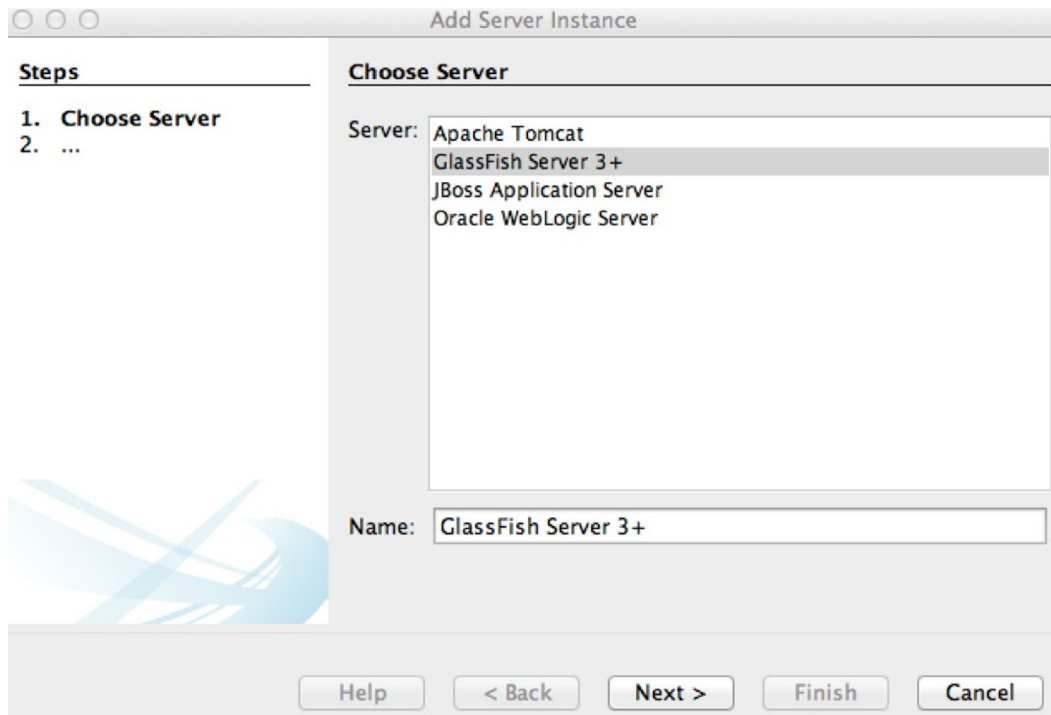 Add Server Instance
Steps
1. Choose Server
2. ...
Choose Server
Server:
Apache Tomcat
GlassFish Server 3+
JBoss Application Server
Oracle WebLogic Server
Name: GlassFish Server 3+
Help < Back Next > Finish Cancel